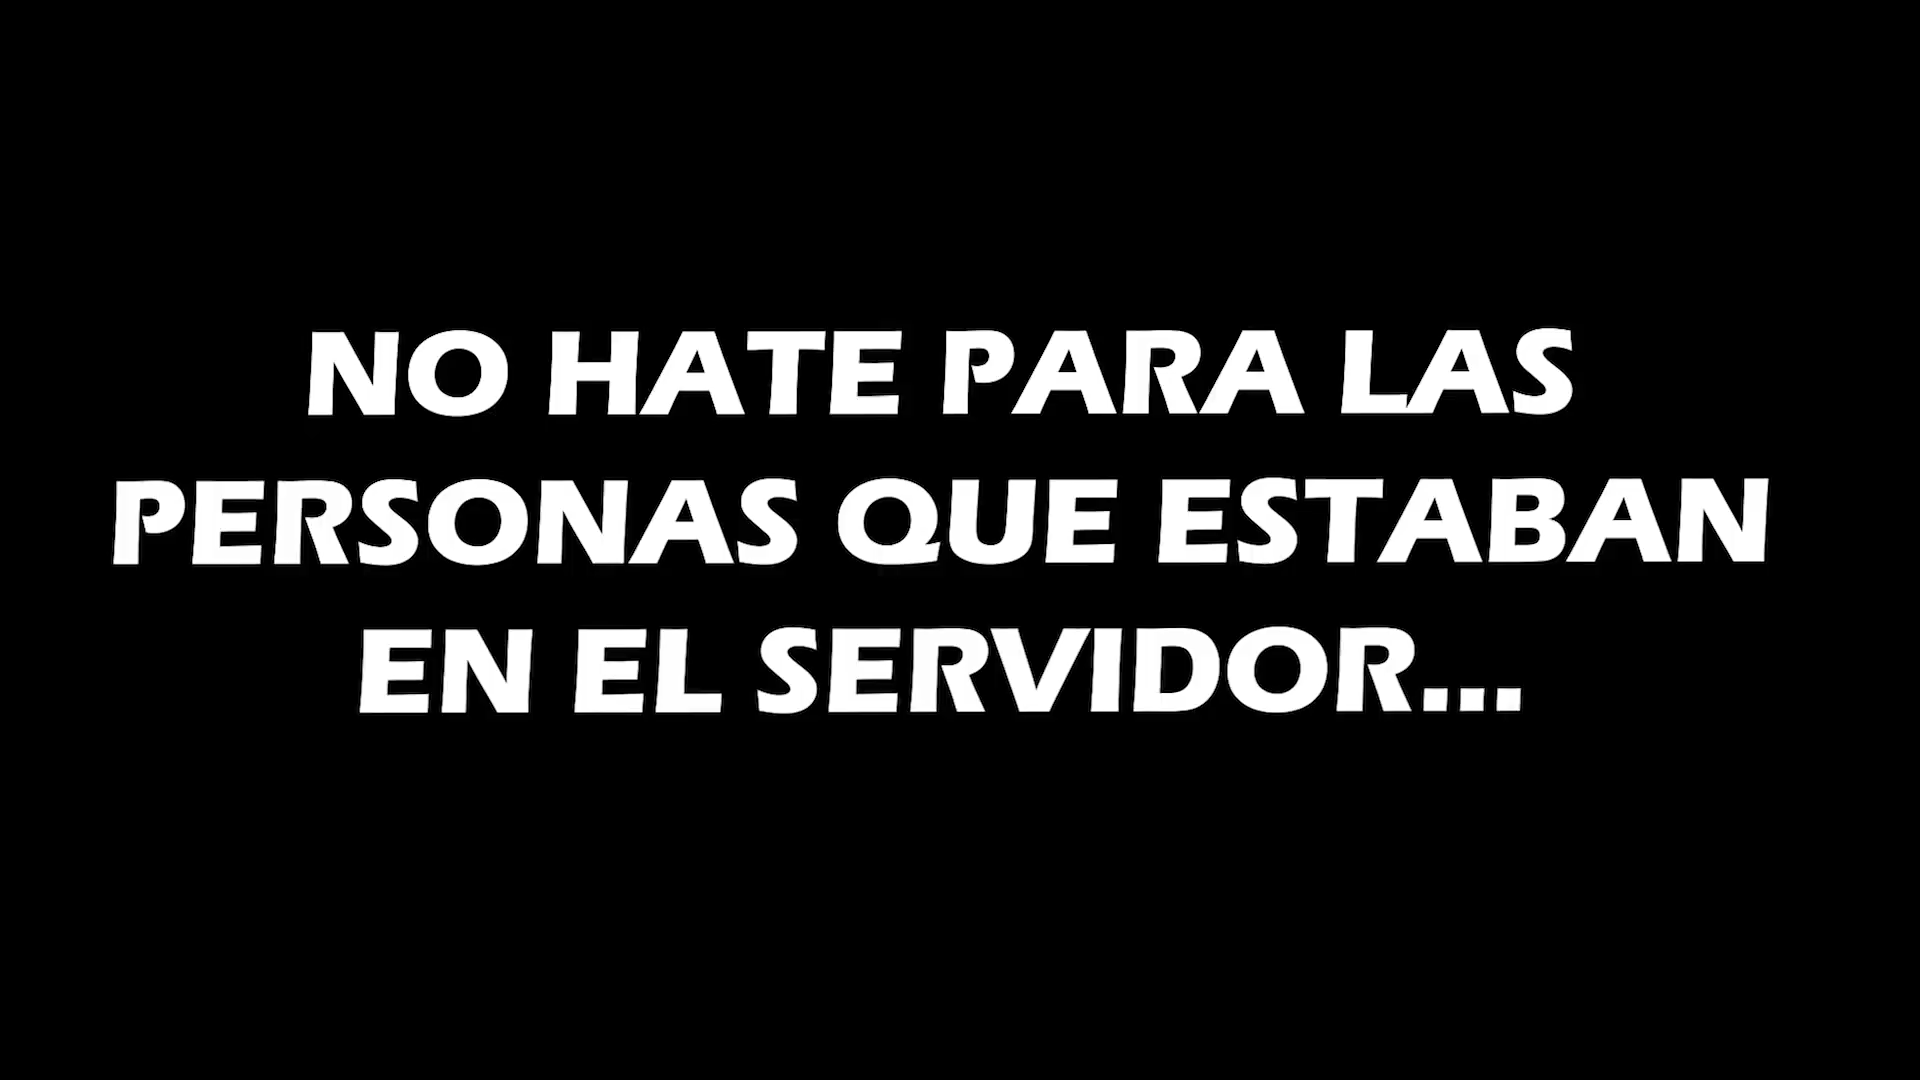 NO HATE PARA LAS
PERSONAS QUE ESTABAN
EN EL SERVIDOR...